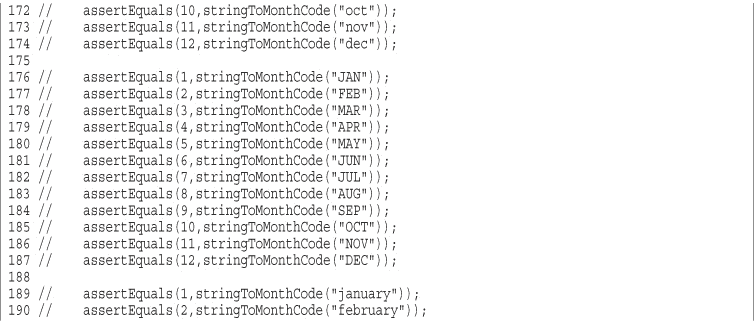 172 //    assertEquals(10,stringToMonthCode("oct"));
173 //    assertEquals(11,stringToMonthCode("nov"));
174 //    assertEquals(12,stringToMonthCode("dec"));
175
176 //    assertEquals(1,stringToMonthCode("JAN"));
177 //    assertEquals(2,stringToMonthCode("FEB"));
178 //    assertEquals(3,stringToMonthCode("MAR"));
179 //    assertEquals(4,stringToMonthCode("APR"));
180 //    assertEquals(5,stringToMonthCode("MAY"));
181 //    assertEquals(6,stringToMonthCode("JUN"));
182 //    assertEquals(7,stringToMonthCode("JUL"));
183 //    assertEquals(8,stringToMonthCode("AUG"));
184 //    assertEquals(9,stringToMonthCode("SEP"));
185 //    assertEquals(10,stringToMonthCode("OCT"));
186 //    assertEquals(11,stringToMonthCode("NOV"));
187 //    assertEquals(12,stringToMonthCode("DEC"));
188
189 //    assertEquals(1,stringToMonthCode("january"));
190 //    assertEquals(2,stringToMonthCode("february"));